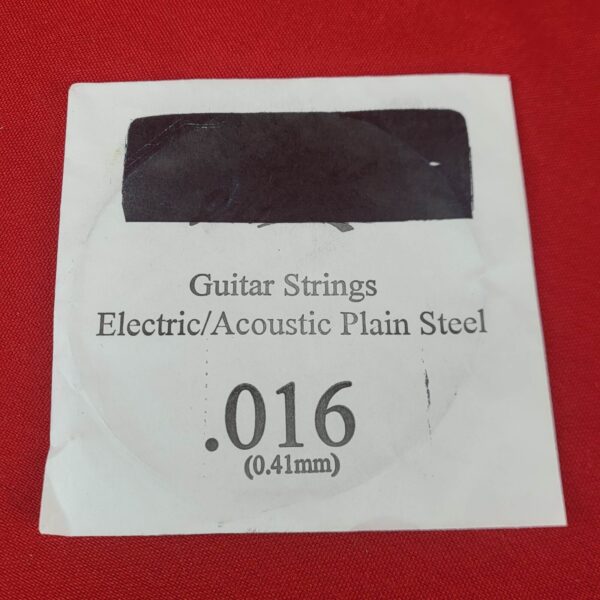 Guitar Strings
Electric/Acoustic Plain Steel
.016
(0.41mm)